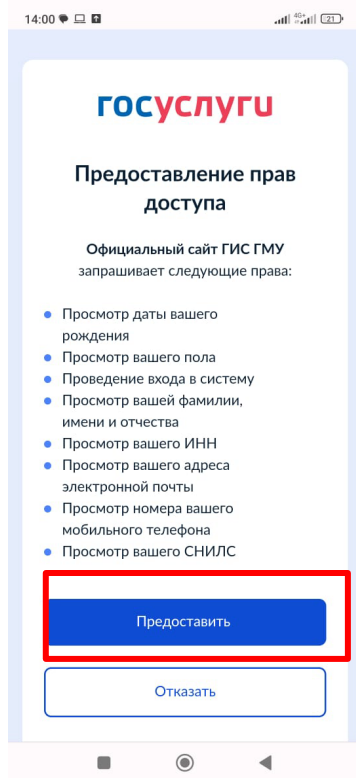 14:00
4G+
21
госуслуги
Предоставление прав
доступа
Официальный сайт ГИС ГМУ
запрашивает следующие права:
Просмотр даты вашего
рождения
Просмотр вашего пола
Проведение входа в систему
Просмотр вашей фамилии,
имени и отчества
Просмотр вашего ИНН
Просмотр вашего адреса
электронной почты
Просмотр номера вашего
мобильного телефона
Просмотр вашего СНИЛС
Предоставить
Отказать